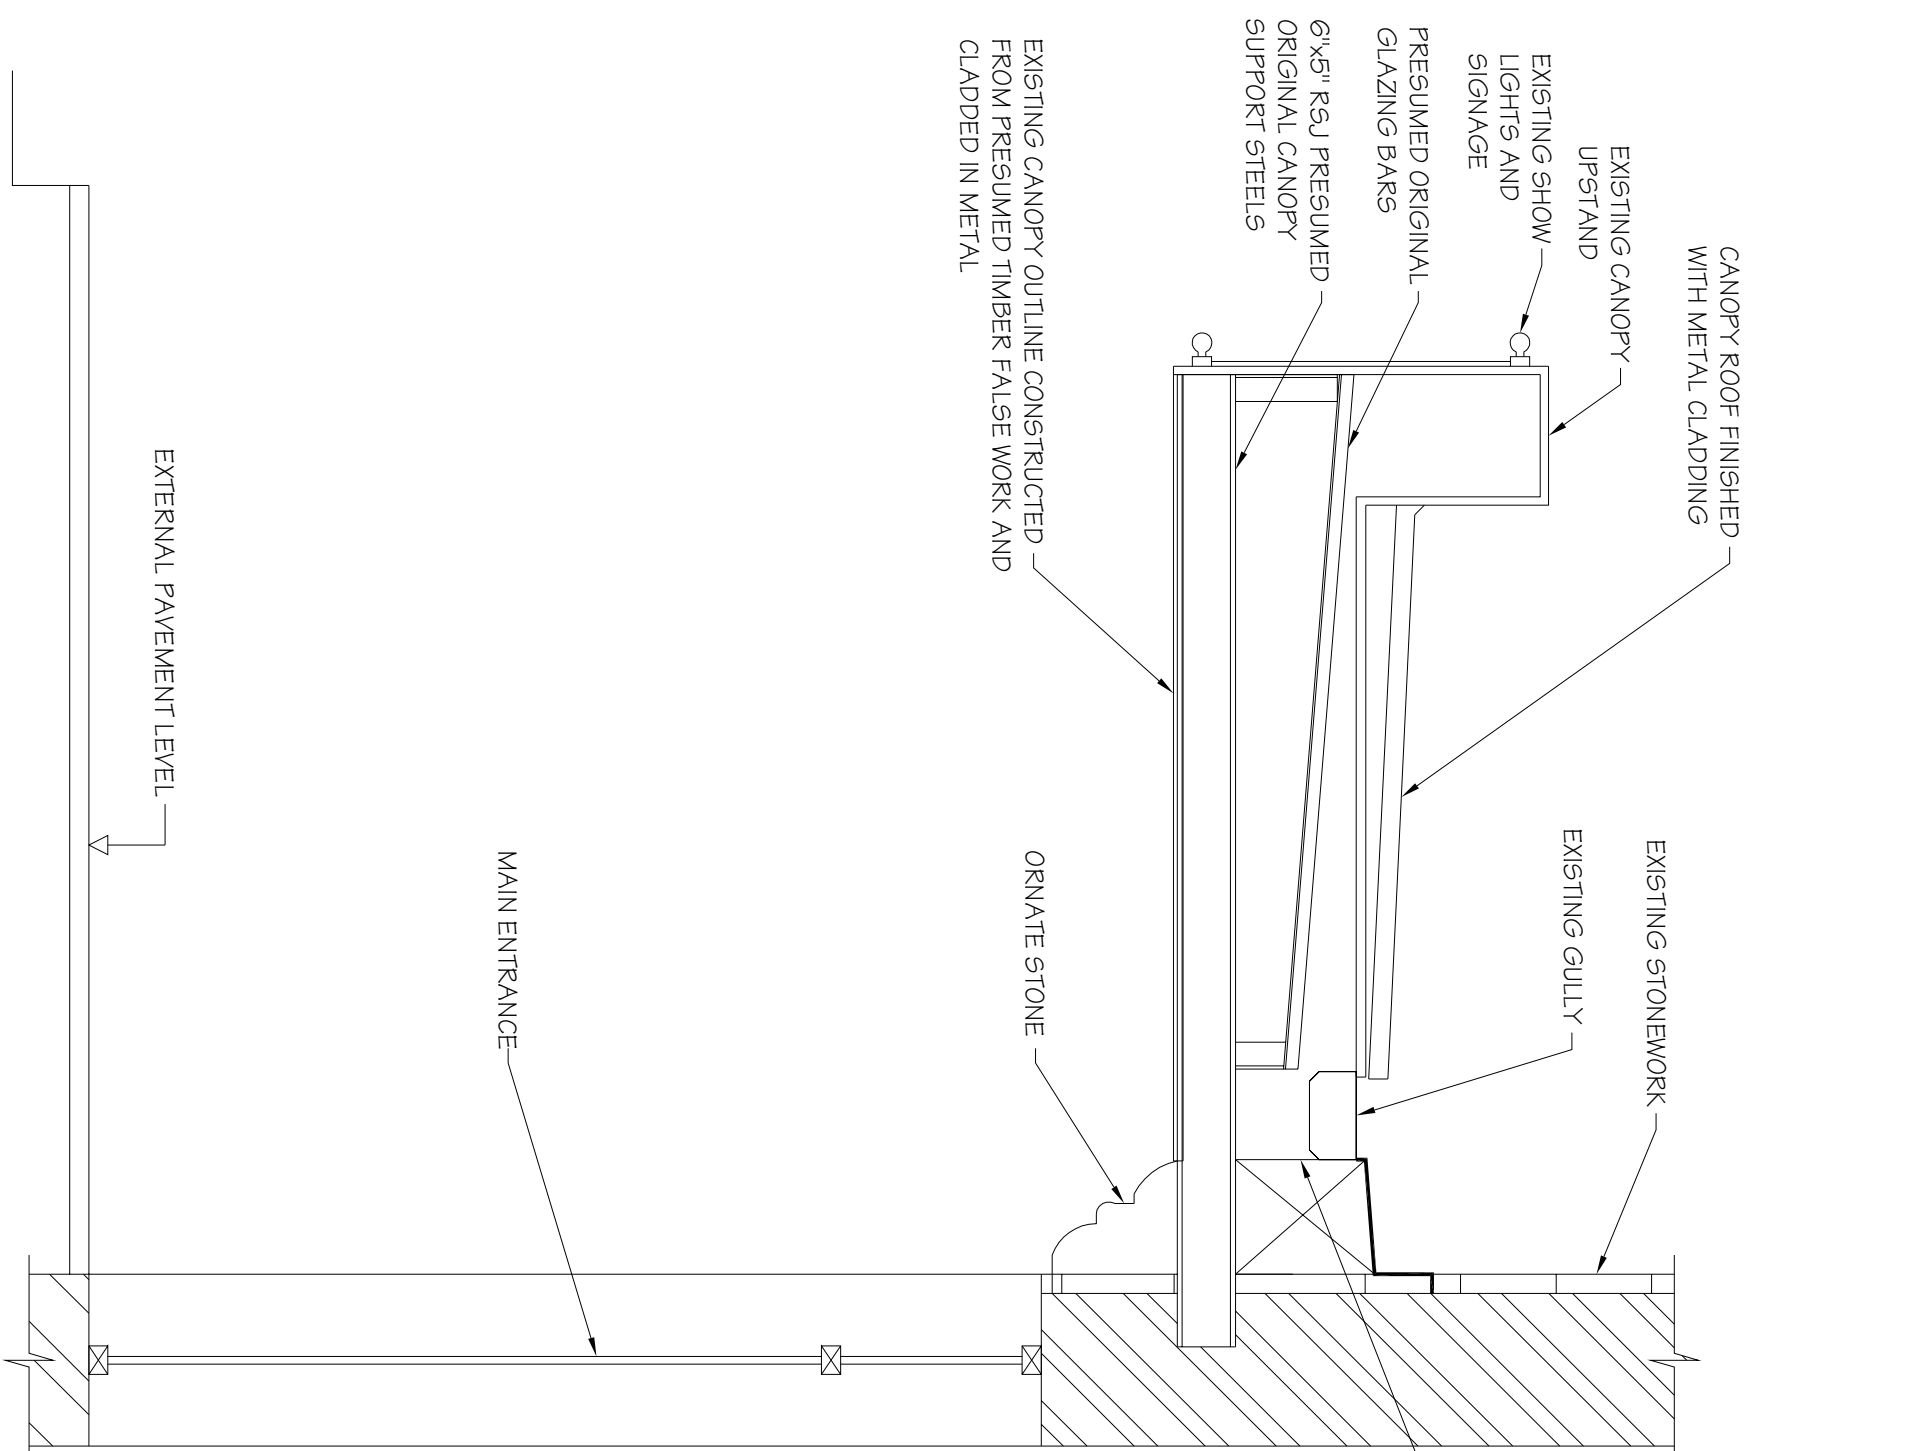 CANOPY ROOF FINISHED
WITH METAL CLADDING
EXISTING CANOPY
UPSTAND
EXISTING SHOW
LIGHTS AND
SIGNAGE
PRESUMED ORIGINAL
GLAZING BARS
6"x5" RSJ PRESUMED
ORIGINAL CANOPY
SUPPORT STEELS
EXISTING CANOPY OUTLINE CONSTRUCTED
FROM PRESUMED TIMBER FALSE WORK AND
CLADDED IN METAL
EXISTING STONEWORK
EXISTING GULLY
ORNATE STONE
MAIN ENTRANCE
EXTERNAL PAVEMENT LEVEL